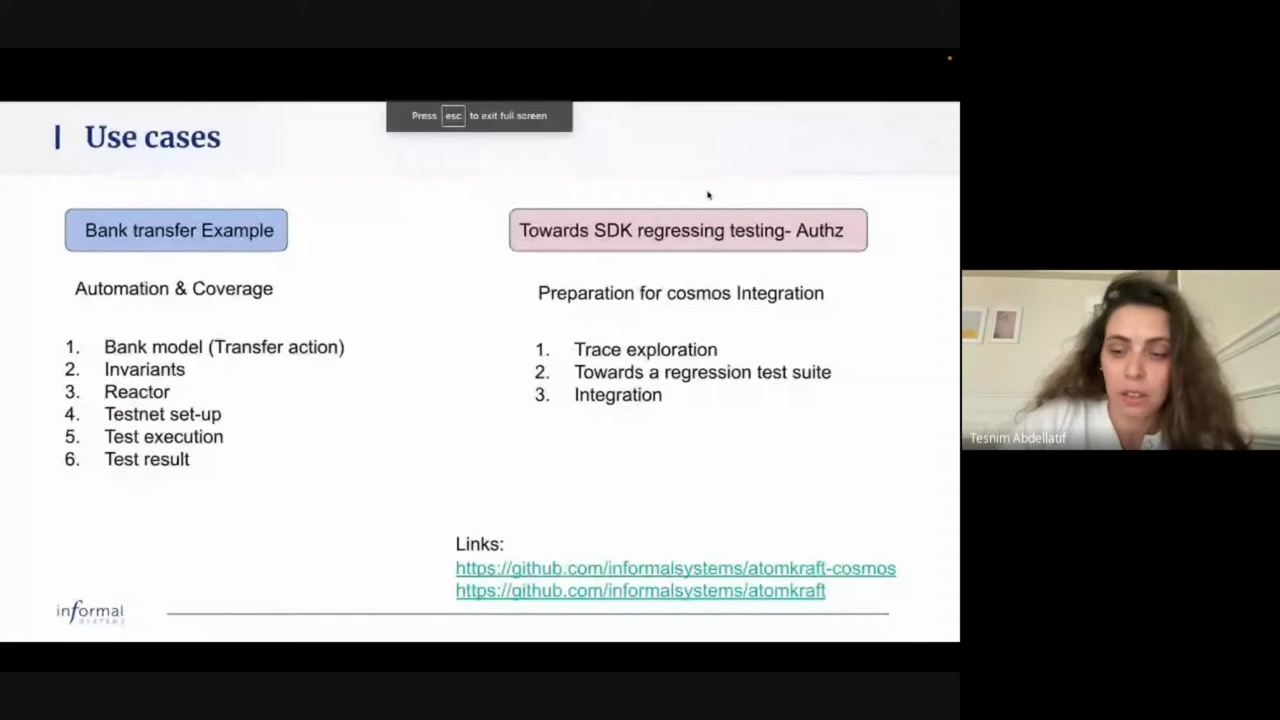 Press esc to exit full screen
Use cases
Bank transfer Example
Automation & Coverage
1. Bank model (Transfer action)
2. Invariants
3. Reactor
4. Testnet set-up
5. Test execution
6. Test result
Towards SDK regressing testing- Authz
Preparation for cosmos Integration
1. Trace exploration
2. Towards a regression test suite
3. Integration
Links:
https://github.com/informalsystems/atomkraft-cosmos
https://github.com/informalsystems/atomkraft
informal
SYSTEMS
Tesnim Abdellatif